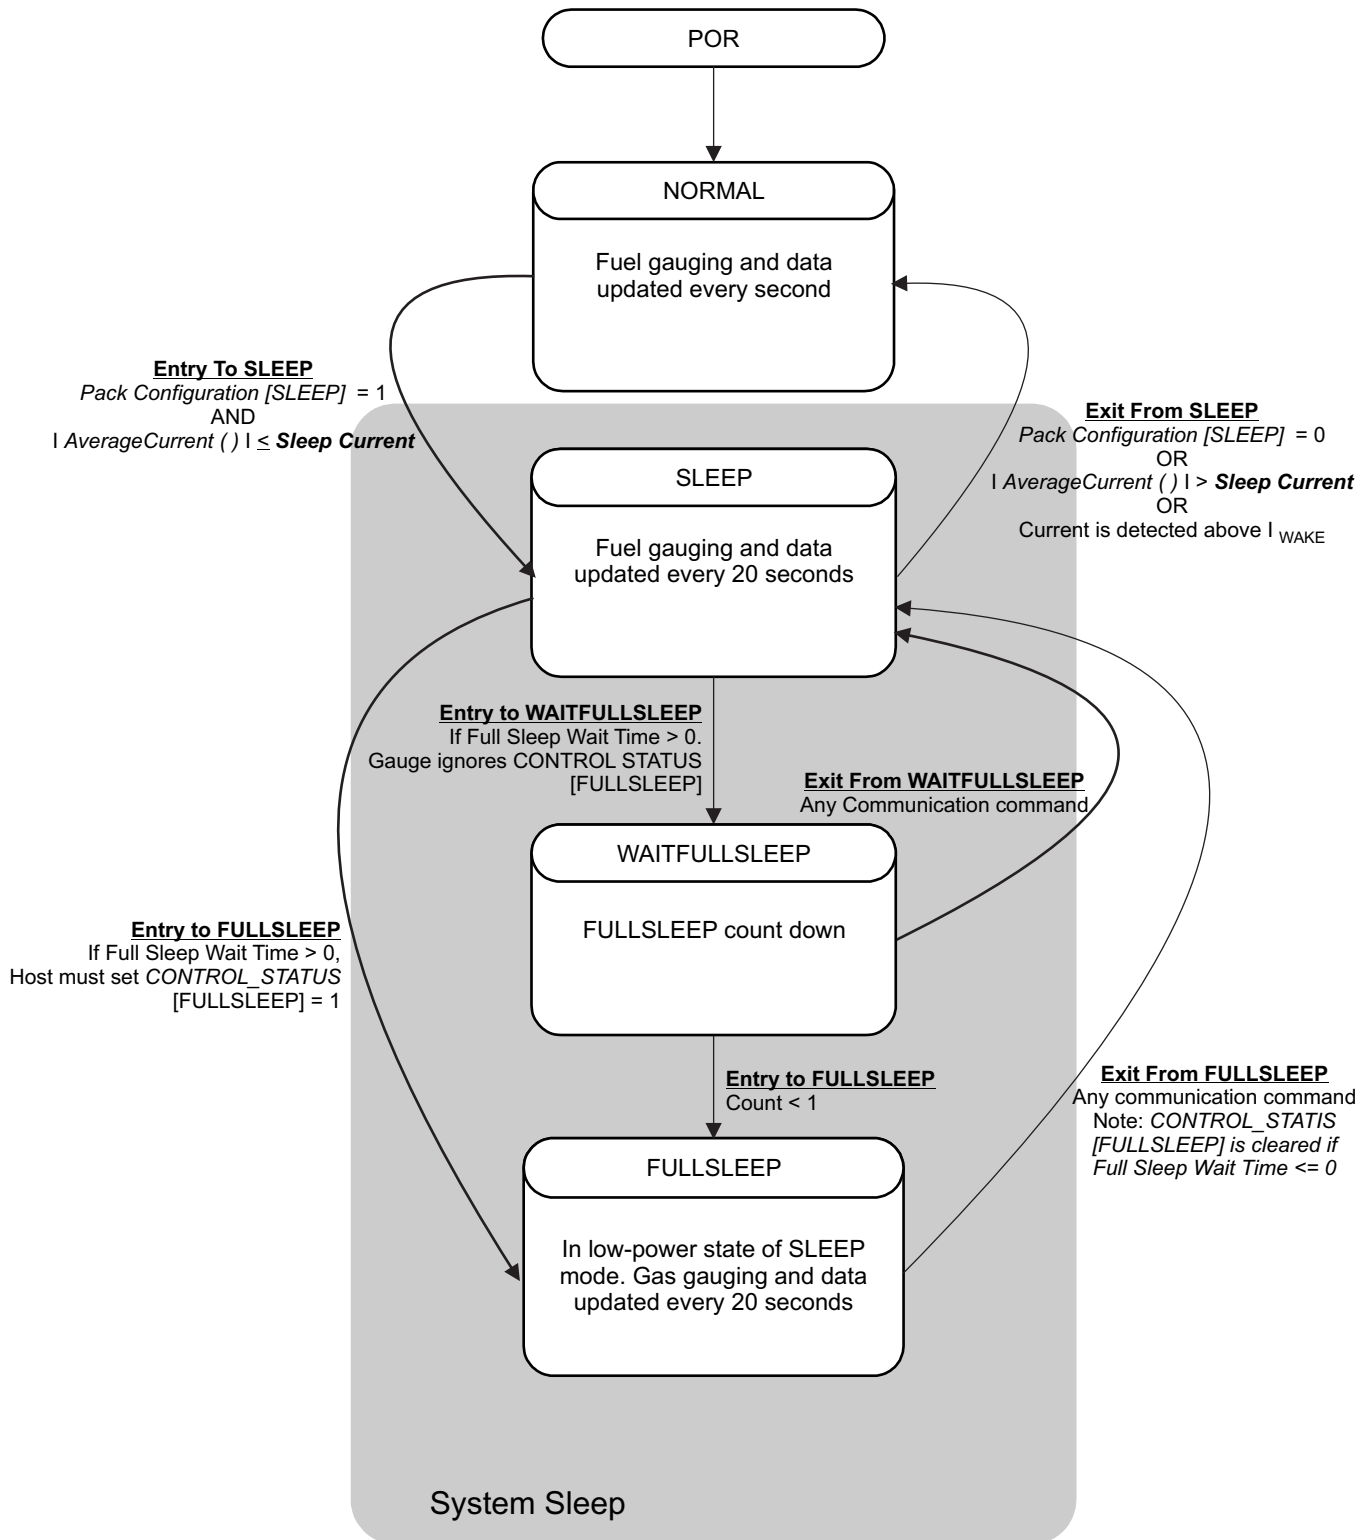 POR
NORMAL
Fuel gauging and data
updated every second
Entry To SLEEP
Pack Configuration [SLEEP] = 1
AND
I AverageCurrent ( ) I ≤ Sleep Current
Exit From SLEEP
Pack Configuration [SLEEP] = 0
OR
I AverageCurrent ( ) I > Sleep Current
OR
Current is detected above I WAKE
SLEEP
Fuel gauging and data
updated every 20 seconds
Entry to WAITFULLSLEEP
If Full Sleep Wait Time > 0.
Gauge ignores CONTROL STATUS
[FULLSLEEP]
Exit From WAITFULLSLEEP
Any Communication command
WAITFULLSLEEP
FULLSLEEP count down
Entry to FULLSLEEP
If Full Sleep Wait Time > 0,
Host must set CONTROL_STATUS
[FULLSLEEP] = 1
Entry to FULLSLEEP
Count < 1
Exit From FULLSLEEP
Any communication command
Note: CONTROL_STATIS
[FULLSLEEP] is cleared if
Full Sleep Wait Time <= 0
FULLSLEEP
In low-power state of SLEEP
mode. Gas gauging and data
updated every 20 seconds
System Sleep